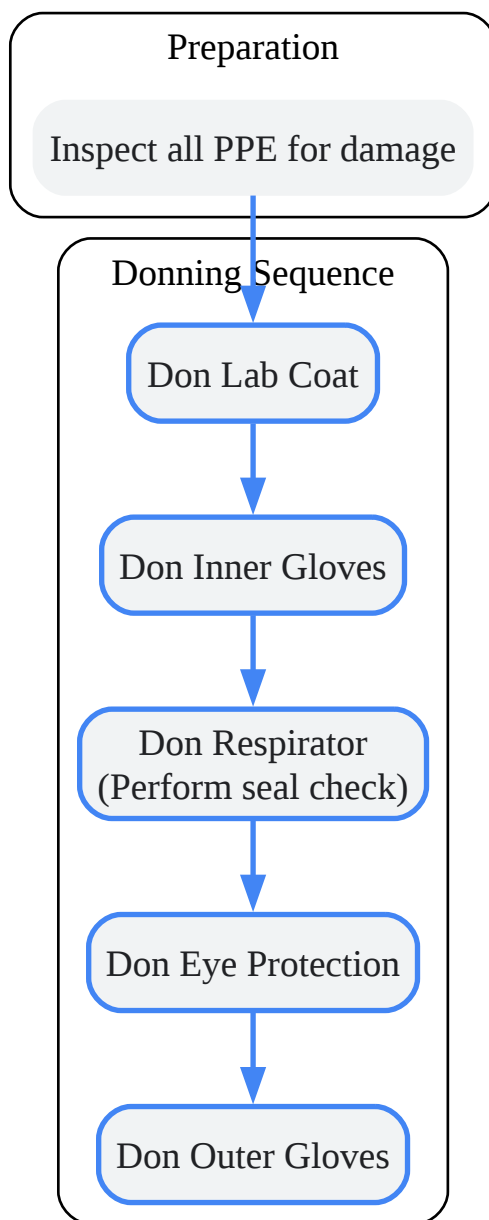 Preparation
Inspect all PPE for damage
Donning Sequence
Don Lab Coat
Don Inner Gloves
Don Respirator
(Perform seal check)
Don Eye Protection
Don Outer Gloves